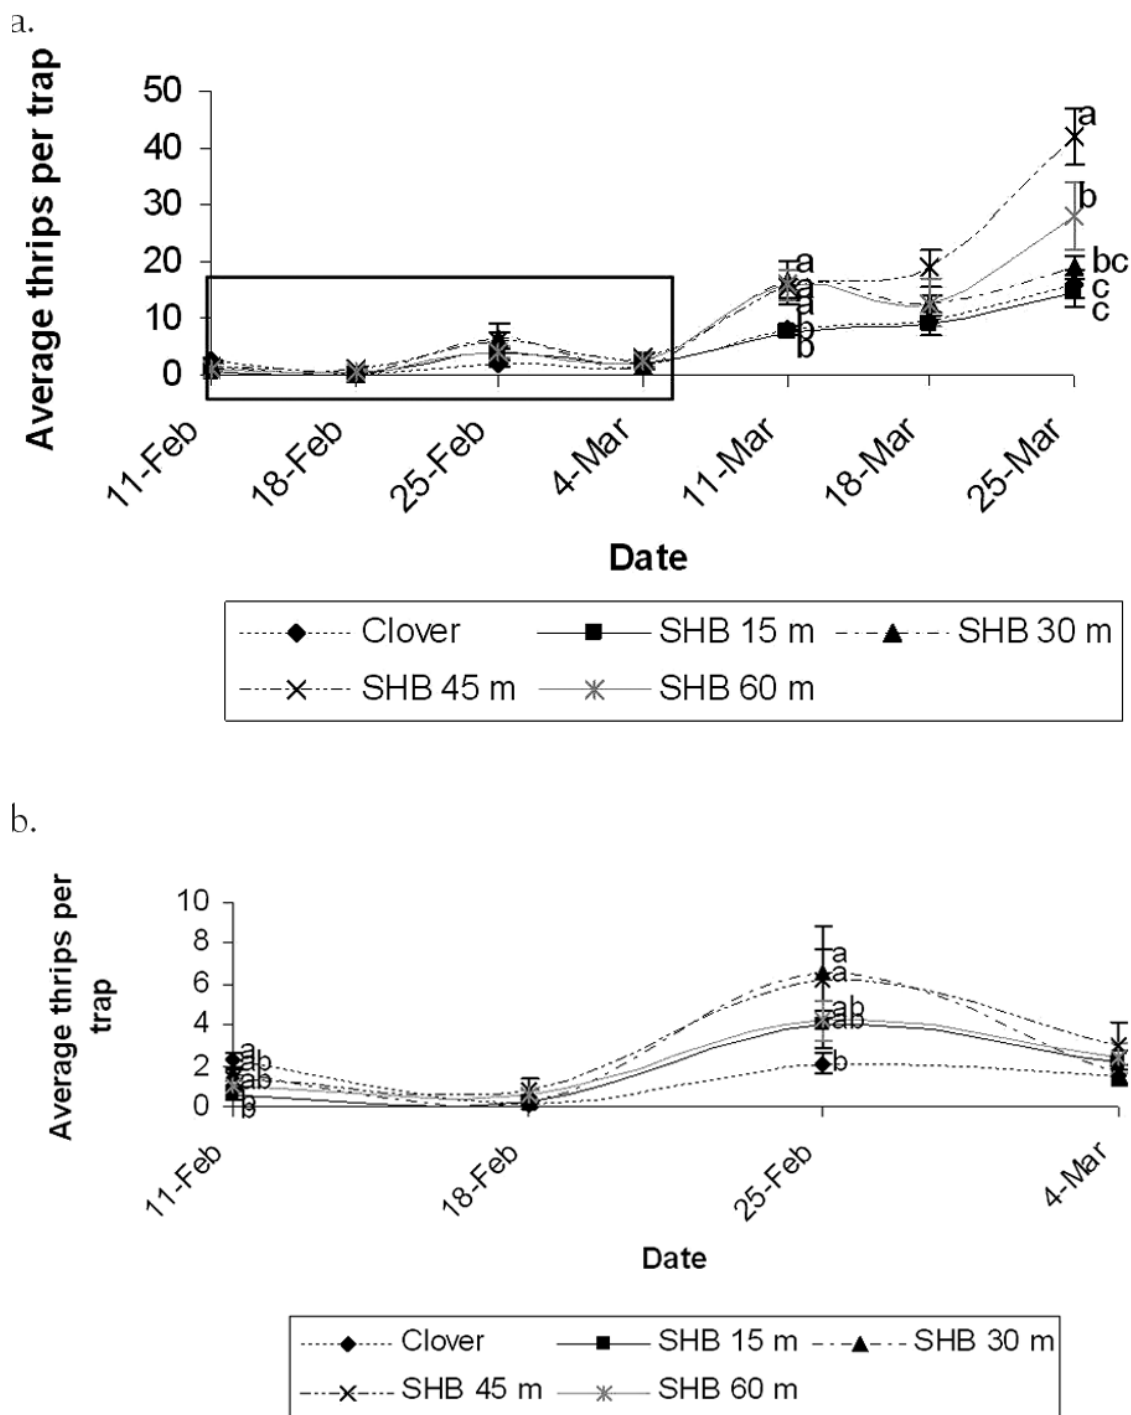 a.
Average thrips per trap
50
40
30
20
10
0
a
b
bc
c
c
a
a
a
b
b
11-Feb 18-Feb 25-Feb 4-Mar 11-Mar 18-Mar 25-Mar
Date
Clover SHB 15 m SHB 30 m
SHB 45 m SHB 60 m
b.
Average thrips per
trap
10
8
6
4
2
0
a
ab
ab
b
b
a
a
ab
ab
b
11-Feb 18-Feb 25-Feb 4-Mar
Date
Clover SHB 15 m SHB 30 m
SHB 45 m SHB 60 m